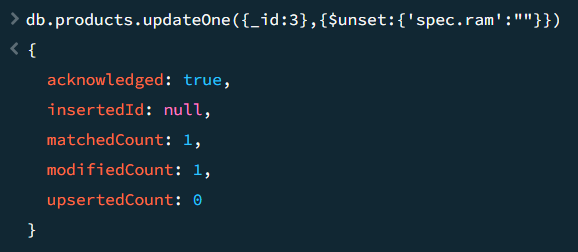 > db.products.updateOne({_id:3},{$unset:{'spec.ram':""}})
< {
acknowledged: true,
insertedId: null,
matchedCount: 1,
modifiedCount: 1,
upsertedCount: 0
}